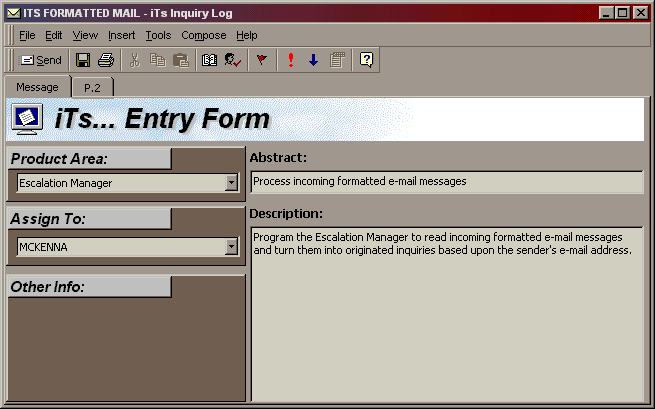 ITS FORMATTED MAIL - iTs Inquiry Log
File Edit View Insert Tools Compose Help
Send
Message P.2
iTs... Entry Form
Product Area:
Escalation Manager
Assign To:
MCKENNA
Other Info:
Abstract:
Process incoming formatted e-mail messages
Description:
Program the Escalation Manager to read incoming formatted e-mail messages
and turn them into originated inquiries based upon the sender's e-mail address.